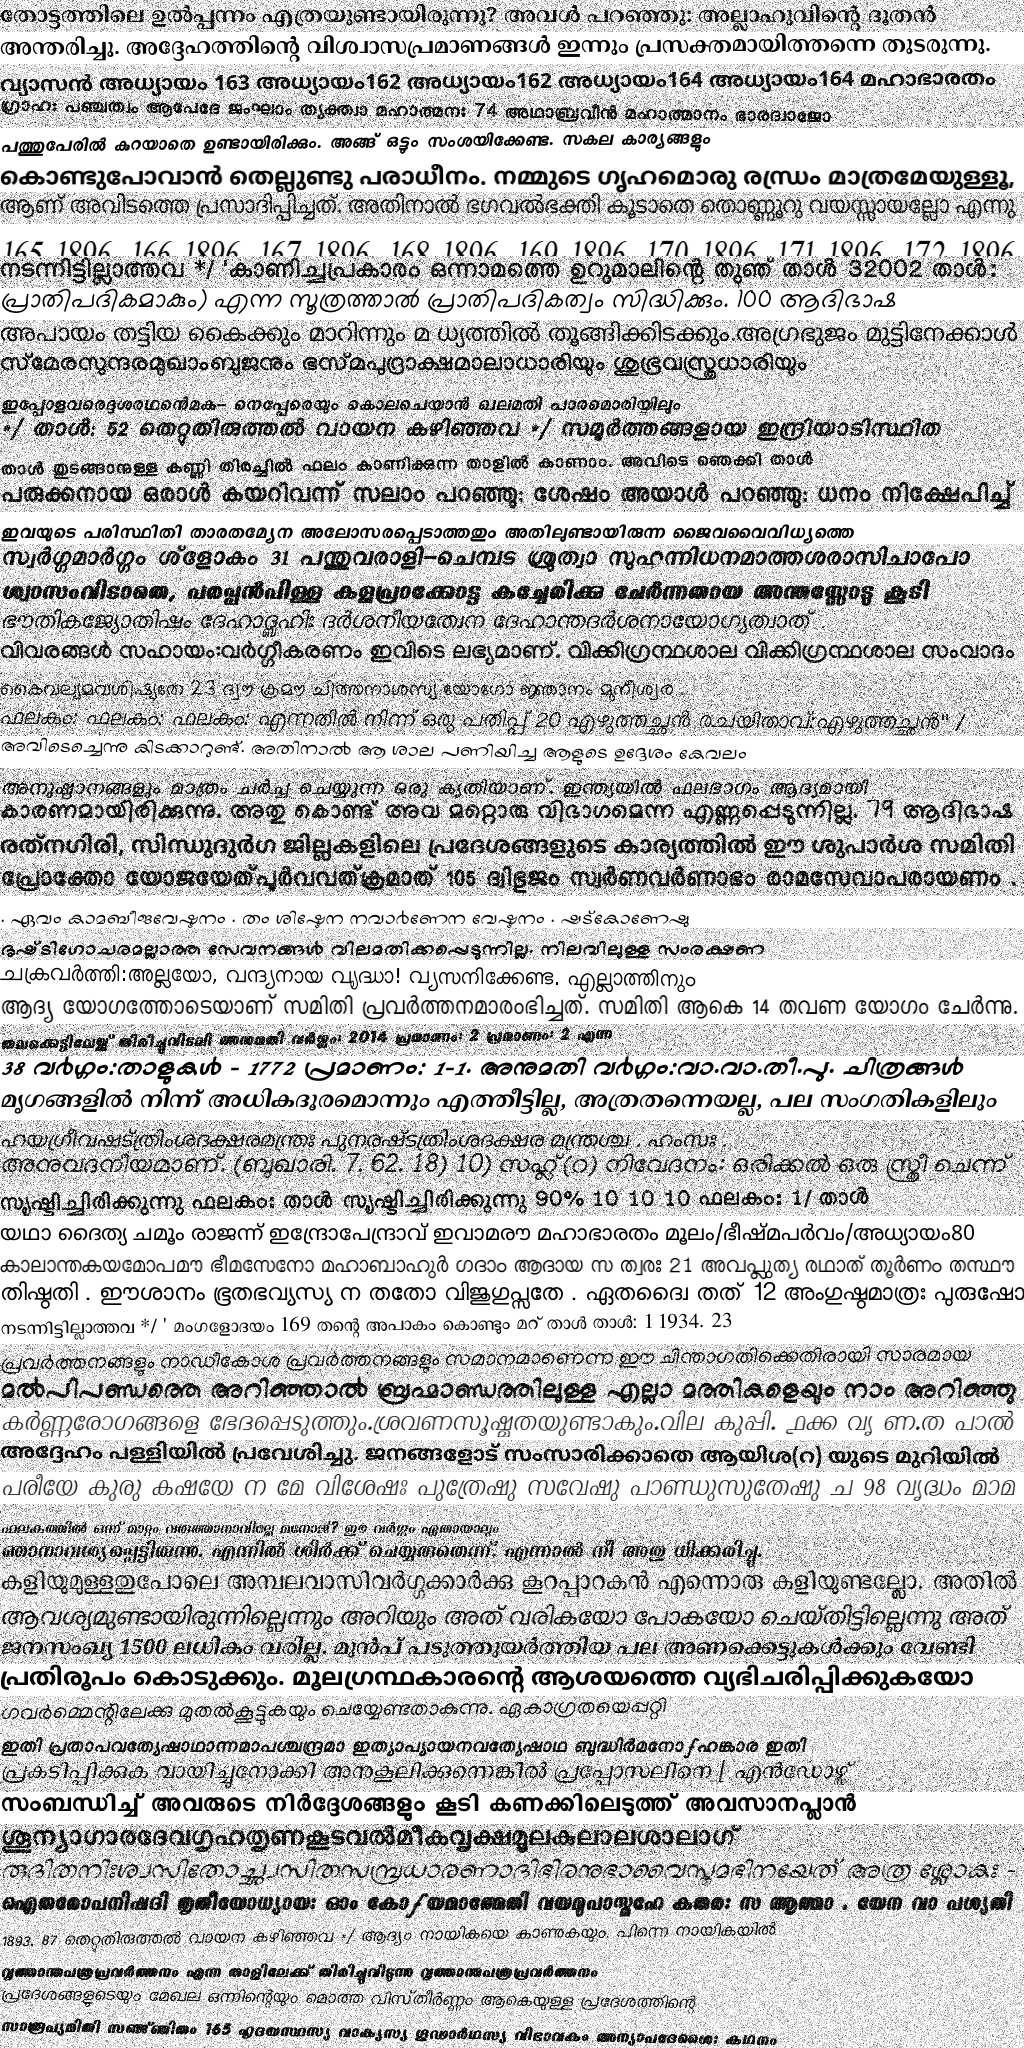 തോട്ടത്തിലെ ഉൽപ്പന്നം എത്രയുണ്ടായിരുന്നു? അവൾ പറഞ്ഞു: അല്ലാഹുവിന്റെ ദൂതൻ
അന്തരിച്ചു. അദ്ദേഹത്തിന്റെ വിശ്വാസപ്രമാണങ്ങൾ ഇന്നും പ്രസക്തമായിത്തന്നെ തുടരുന്നു.
വ്യാസൻ അധ്യായം 163 അധ്യായം162 അധ്യായം162 അധ്യായം164 അധ്യായം164 മഹാഭാരതം
ഗ്രാഹഃ പഞ്ചത്വം ആപേദേ ജംഘാം ത്യക്ത്വാ മഹാത്മനഃ 74 അഥാബ്രവീൻ മഹാത്മാനം ഭാരദ്വാജോ
പത്തുപേരിൽ കുറയാതെ ഉണ്ടായിരിക്കും. അങ്ങ് ഒട്ടും സംശയിക്കേണ്ട. സകല കാര്യങ്ങളും
കൊണ്ടുപോവാൻ തെല്ലുണ്ടു പരാധീനം. നമ്മുടെ ഗൃഹമൊരു രന്ധ്രം മാത്രമേയുള്ളൂ,
ആണ് അവിടത്തെ പ്രസാദിപ്പിച്ചത്. അതിനാൽ ഭഗവൽഭക്തി കൂടാതെ തൊണ്ണൂറു വയസ്സായല്ലോ എന്നു
165 1806 166 1806 167 1806 168 1806 169 1806 170 1806 171 1806 172 1806
നടന്നിട്ടില്ലാത്തവ */ 'കാണിച്ചപ്രകാരം ഒന്നാമത്തെ ഉറുമാലിന്റെ തുഞ് താൾ 32002 താൾ:
പ്രാതിപദികമാകും) എന്ന സൂത്രത്താൽ പ്രാതിപദികത്വം സിദ്ധിക്കും. 100 ആദിഭാഷ
അപായം തട്ടിയ കൈക്കും മാറിന്നും മ ധ്യത്തിൽ തൂങ്ങിക്കിടക്കും.അഗ്രഭുജം മുട്ടിനേക്കാൾ
സ്മേരസുന്ദരമുഖാംബുജനും ഭസ്മപുദ്രാക്ഷമാലാധാരിയും ശുഭ്രവസ്ത്രധാരിയും
ഇപ്പോളവരെദ്ദശരഥൻെമക- നെപ്പേരെയും കൊലചെയാൻ ഖലമതി പാരമൊരിയ്യിലും
*/ താൾ: 52 തെറ്റുതിരുത്തൽ വായന കഴിഞ്ഞവ */ സമൂർത്തങ്ങളായ ഇന്ദ്രിയാടിസ്ഥിത
താൾ തുടങ്ങാനുള്ള കണ്ണി തിരച്ചിൽ ഫലം കാണിക്കുന്ന താളിൽ കാണാം. അവിടെ ഞെക്കി താൾ
പരുക്കനായ ഒരാൾ കയറിവന്ന് സലാം പറഞ്ഞു: ശേഷം അയാൾ പറഞ്ഞു: ധനം നിക്ഷേപിച്ച്
ഇവയുടെ പരിസ്ഥിതി താരതമ്യേന അലോസരപ്പെടാത്തതും അതിലുണ്ടായിരുന്ന ജൈവവൈവിധ്യത്തെ
സ്വർഗ്ഗമാർഗ്ഗം ശ്ളോകം 31 പന്തുവരാളി-ചെമ്പട ശ്രുത്വാ സുഹന്നിധനമാത്തശരാസിചാപോ
ശ്വാസംവിടാതെ, പരപ്പൻപിള്ള കളപ്രാക്കോട്ടു കച്ചേരിക്കു ചേർന്നതായ അന്തസ്സോടു കൂടി
ഭൗതികജ്യോതിഷം ദേഹാദ്ബഹിഃ ദർശനീയത്വേന ദേഹാന്തദർശനായോഗ്യത്വാത് .
വിവരങ്ങൾ സഹായം:വർഗ്ഗീകരണം ഇവിടെ ലഭ്യമാണ്. വിക്കിഗ്രന്ഥശാല വിക്കിഗ്രന്ഥശാല സംവാദം
കൈവല്യമവശിഷ്യതേ 23 ദ്വൗ ക്രമൗ ചിത്തനാശസ്യ യോഗോ ജ്ഞാനം മുനീശ്വര .
ഫലകം: ഫലകം: ഫലകം: എന്നതിൽ നിന്ന് ഒരു പതിപ്പ് 20 എഴുത്തച്ഛൻ രചയിതാവ്:എഴുത്തച്ഛൻ" /
അവിടെച്ചെന്നു കിടക്കാറുണ്ട്. അതിനാൽ ആ ശാല പണിയിച്ച ആളുടെ ഉദ്ദേശം കേവലം
അനുഷ്ഠാനങ്ങളും മാത്രം ചർച്ച ചെയ്യുന്ന ഒരു കൃതിയാണ്. ഇന്ത്യയിൽ ഫലഭാഗം ആദ്യമായി
കാരണമായിരിക്കുന്നു. അതു കൊണ്ട് അവ മറ്റൊരു വിഭാഗമെന്ന എണ്ണപ്പെടുന്നില്ല. 79 ആദിഭാഷ
രത്നഗിരി, സിന്ധുദുർഗ ജില്ലകളിലെ പ്രദേശങ്ങളുടെ കാര്യത്തിൽ ഈ ശുപാർശ സമിതി
പ്രോക്തോ യോജയേത്പൂർവവത്ക്രമാത് 105 ദ്വിഭുജം സ്വർണവർണാഭം രാമസേവാപരായണം .
. ഏവം കാമബീജവേഷ്ടനം . തം ശിഷ്ടേന നവാർണേന വേഷ്ടനം . ഷട്കോണേഷു
ദൃഷ്ടിഗോചരമല്ലാത്ത സേവനങ്ങൾ വിലമതിക്കപ്പെടുന്നില്ല. നിലവിലുള്ള സംരക്ഷണ
ചക്രവർത്തി:അല്ലയോ, വന്ദ്യനായ വൃദ്ധാ! വ്യസനിക്കേണ്ട. എല്ലാത്തിനും
ആദ്യ യോഗത്തോടെയാണ് സമിതി പ്രവർത്തനമാരംഭിച്ചത്. സമിതി ആകെ 14 തവണ യോഗം ചേർന്നു.
തലക്കെട്ടിലേയ്ക്ക് തിരിച്ചുവിടലി അനുമതി വർഗ്ഗം: 2014 പ്രമാണം: 2 പ്രമാണം: 2 എന്ന
38 വർഗ്ഗം:താളുകൾ - 1772 പ്രമാണം: 1-1. അനുമതി വർഗ്ഗം:വാ.വാ.തീ.പു. ചിത്രങ്ങൾ
മൃഗങ്ങളിൽ നിന്ന് അധികദൂരമൊന്നും എത്തീട്ടില്ല, അത്രതന്നെയല്ല, പല സംഗതികളിലും
ഹയഗ്രീവഷട്ത്രിംശദക്ഷരമന്ത്രഃ പുനരഷ്ടത്രിംശദക്ഷര മന്ത്രശ്ച . ഹംസഃ .
അനുവദനീയമാണ്. (ബുഖാരി. 7. 62. 18) 10) സഹ്ല് (റ) നിവേദനം: ഒരിക്കൽ ഒരു സ്ത്രീ ചെന്ന്
സൃഷ്ടിച്ചിരിക്കുന്നു ഫലകം: താൾ സൃഷ്ടിച്ചിരിക്കുന്നു 90% 10 10 10 ഫലകം: 1/ താൾ
യഥാ ദൈത്യ ചമൂം രാജന്ന് ഇന്ദ്രോപേന്ദ്രാവ് ഇവാമരൗ മഹാഭാരതം മൂലം/ഭീഷ്മപർവം/അധ്യായം80
കാലാന്തകയമോപമൗ ഭീമസേനോ മഹാബാഹുർ ഗദാം ആദായ സ ത്വരഃ 21 അവപ്ലുത്യ രഥാത് തൂർണം തസ്ഥൗ
തിഷ്ഠതി . ഈശാനം ഭൂതഭവ്യസ്യ ന തതോ വിജുഗുപ്സതേ . ഏതദ്വൈ തത് 12 അംഗുഷ്ഠമാത്രഃ പുരുഷോ
നടന്നിട്ടില്ലാത്തവ */ ' മംഗളോദയം 169 തന്റെ അപാകം കൊണ്ടും മറ് താൾ താൾ: 1 1934. 23
പ്രവർത്തനങ്ങളും നാഡീകോശ പ്രവർത്തനങ്ങളും സമാനമാണെന്ന ഈ ചിന്താഗതിക്കെതിരായി സാരമായ
മൽപിപണ്ഡത്തെ അറിഞ്ഞാൽ ബ്രഹ്മാണ്ഡത്തിലുള്ള എല്ലാ മത്തികളെയും നാം അറിഞ്ഞു
കർണ്ണരോഗങ്ങളെ ഭേദപ്പെടുത്തും.ശ്രവണസൂഷ്മതയുണ്ടാകും.വില കുപ്പി. ഫക്ക വൃ ണ.ത പാൽ
അദ്ദേഹം പള്ളിയിൽ പ്രവേശിച്ചു. ജനങ്ങളോട് സംസാരിക്കാതെ ആയിശ(റ) യുടെ മുറിയിൽ
പരീയേ കുരു കഷയേ ന മേ വിശേഷഃ പുത്രേഷു സവേഷു പാണ്ഡുസുതേഷു ച 98 വൃദ്ധം മാമ
ഫലകത്തിൽ ഒന്ന് മാറ്റം വരുത്താനാവില്ലേ മനോജ്? ഈ വർഗ്ഗം ഏതായാലും
ഞാനാവശ്യപ്പെട്ടിരുന്നു. എന്നിൽ ശിർക്ക് ചെയ്യരുതെന്ന്. എന്നാൽ നീ അതു ധിക്കരിച്ചു.
കളിയുമുള്ളതുപോലെ അമ്പലവാസിവർഗ്ഗക്കാർക്കു കൂറപ്പാറകൻ എന്നൊരു കളിയുണ്ടല്ലോ. അതിൽ
ആവശ്യമുണ്ടായിരുന്നില്ലെന്നും അറിയും അത് വരികയോ പോകയോ ചെയ്തിട്ടില്ലെന്നു അത്
ജനസംഖ്യ 1500 ലധികം വരില്ല. മുൻപ് പടുത്തുയർത്തിയ പല അണക്കെട്ടുകൾക്കും വേണ്ടി
പ്രതിരൂപം കൊടുക്കും. മൂലഗ്രന്ഥകാരന്റെ ആശയത്തെ വ്യഭിചരിപ്പിക്കുകയോ
ഗവർമ്മെന്റിലേക്കു മുതൽകൂട്ടുകയും ചെയ്യേണ്ടതാകുന്നു. ഏകാഗ്രതയെപ്പറ്റി
ഇതി പ്രതാപവത്യേഷാഥാന്നമാപശ്ചന്ദ്രമാ ഇത്യാപ്യായനവത്യേഷാഥ ബുദ്ധിർമനോഽഹങ്കാര ഇതി
പ്രകടിപ്പിക്കുക വായിച്ചുനോക്കി അനുകൂലിക്കുന്നെങ്കിൽ പ്രപ്പോസലിനെ [ എൻഡോഴ്സ്
സംബന്ധിച്ച് അവരുടെ നിർദ്ദേശങ്ങളും കൂടി കണക്കിലെടുത്ത് അവസാനപ്ലാൻ
ശൂന്യാഗാരദേവഗൃഹതൃണകൂടവൽമീകവൃക്ഷമൂലകുലാലശാലാഗ്
രുദിതനിഃശ്വസിതോച്ഛ്വസിതസമ്പ്രധാരണാദിഭിരനുഭാവൈസ്തമഭിനയേത് അത്ര ശ്ലോകഃ -
ഐതരേോപനിഷദി തൃതീയോധ്യായഃ ഓം കോഽയമാത്മേതി വയമുപാസ്മഹേ കതരഃ സ ആത്മാ . യേന വാ പശ്യതി
1893. 87 തെറ്റുതിരുത്തൽ വായന കഴിഞ്ഞവ */ ആദ്യം നായികയെ കാണുകയും. പിന്നെ നായികയിൽ
വൃത്താന്തപത്രപ്രവർത്തനം എന്ന താളിലേക്ക് തിരിച്ചുവിടുന്നു വൃത്താന്തപത്രപ്രവർത്തനം
പ്രദേശങ്ങളുടെയും മേഖല ഒന്നിന്റെയും മൊത്ത വിസ്തീർണ്ണം ആകെയുള്ള പ്രദേശത്തിന്റെ
സാരൂപ്യമിതി സഞ്ജ്ഞിതം 165 ഹൃദയസ്ഥസ്യ വാക്യസ്യ ഗൂഢാർഥസ്യ വിഭാവകം അന്യാപദേശൈഃ കഥനം